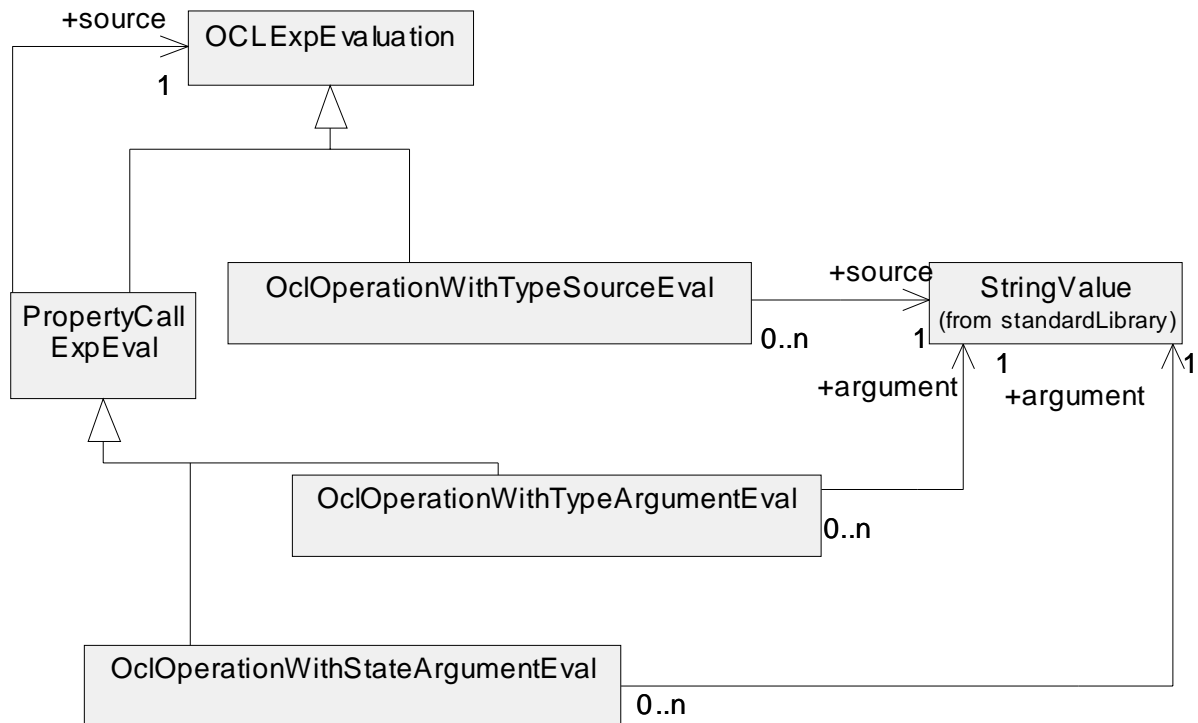 +source
OCLExpEvaluation
1
OclOperationWithTypeSourceEval
+source
StringValue
(from standardLibrary)
PropertyCall
ExpEval
0..n
1
1
1
+argument
+argument
OclOperationWithTypeArgumentEval
0..n
OclOperationWithStateArgumentEval
0..n